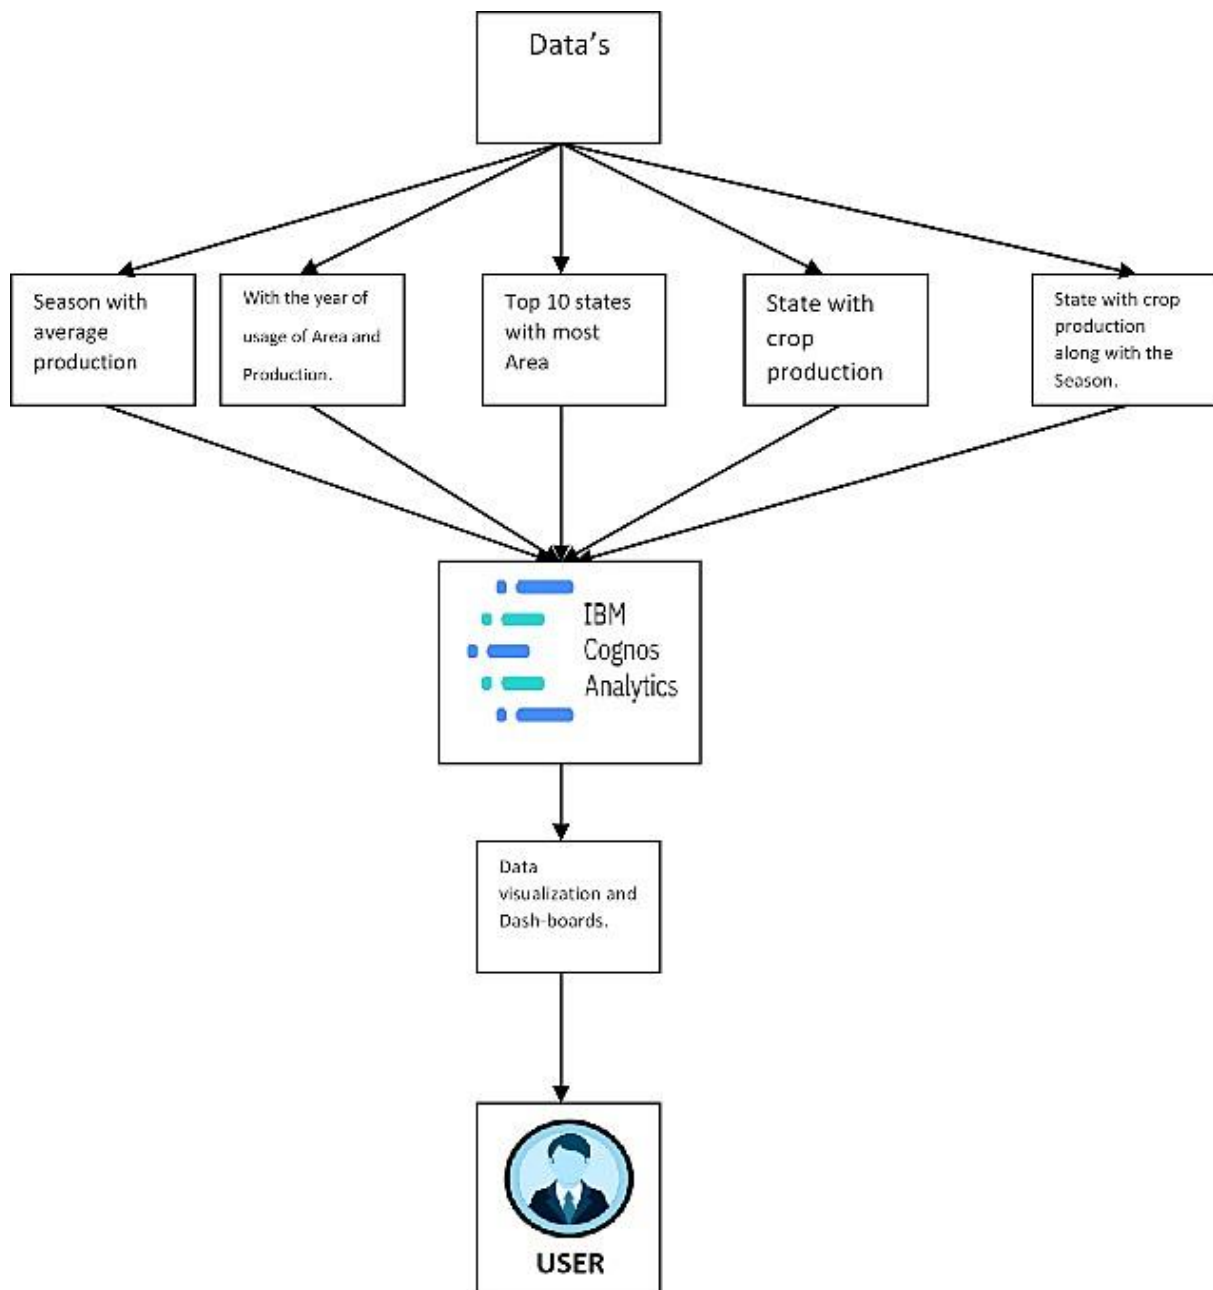 Data's
Season with
average
production
With the year of
usage of Area and
Production.
Top 10 states
with most
Area
State with
crop
production
State with crop
production
along with the
Season.
IBM
Cognos
Analytics
Data
visualization and
Dash-boards.
USER